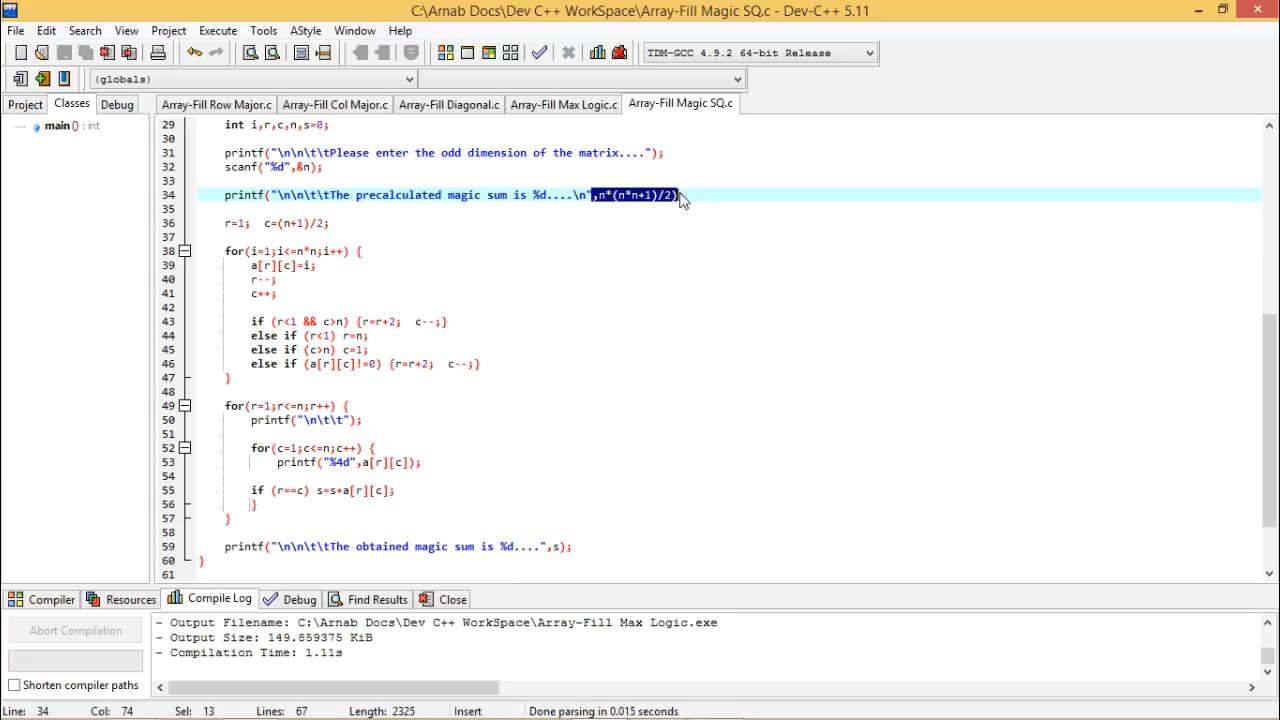 C:\Arnab Docs\Dev C++ WorkSpace\Array-Fill Magic SQ.c - Dev-C++ 5.11
File Edit Search View Project Execute Tools AStyle Window Help
TDM-GCC 4.9.2 64-bit Release
(globals)
Project Classes Debug Array-Fill Row Major.c Array-Fill Col Major.c Array-Fill Diagonal.c Array-Fill Max Logic.c Array-Fill Magic SQ.c
main () : int
29 int i,r,c,n,s=0;
30
31 printf("\n\n\t\tPlease enter the odd dimension of the matrix....");
32 scanf("%d",&n);
33
34 printf("\n\n\t\tThe precalculated magic sum is %d....\n",n*(n*n+1)/2)
35
36 r=1; c=(n+1)/2;
37
38 for(i=1;i<=n*n;i++) {
39 a[r][c]=i;
40 r--;
41 c++;
42
43 if (r<1 && c>n) {r=r+2; c--;}
44 else if (r<1) r=n;
45 else if (c>n) c=1;
46 else if (a[r][c]!=0) {r=r+2; c--;}
47 }
48
49 for(r=1;r<=n;r++) {
50 printf("\n\t\t");
51
52 for(c=1;c<=n;c++) {
53 printf("%4d",a[r][c]);
54
55 if (r==c) s=s+a[r][c];
56 }
57 }
58
59 printf("\n\n\t\tThe obtained magic sum is %d....",s);
60 }
61
Compiler Resources Compile Log Debug Find Results Close
Abort Compilation
Shorten compiler paths
- Output Filename: C:\Arnab Docs\Dev C++ WorkSpace\Array-Fill Max Logic.exe
- Output Size: 149.859375 KiB
- Compilation Time: 1.11s
Line: 34 Col: 74 Sel: 13 Lines: 67 Length: 2325 Insert Done parsing in 0.015 seconds